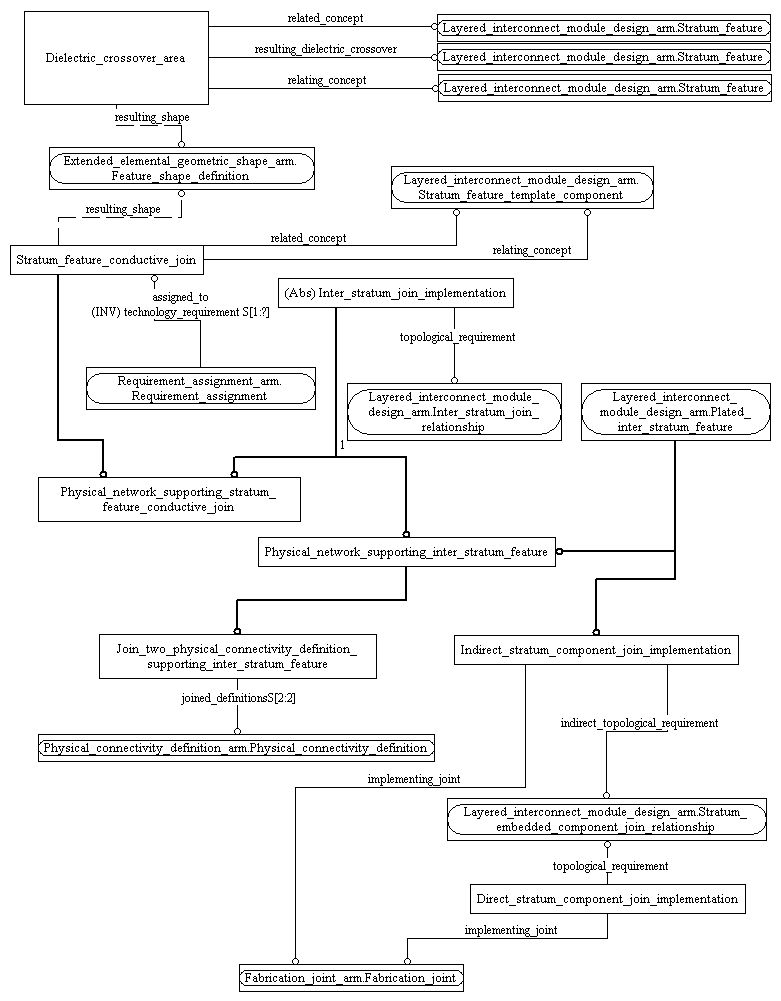 related_concept
Layered_interconnect_module_design_arm.Stratum_feature
Dielectric_crossover_area
resulting_dielectric_crossover
Layered_interconnect_module_design_arm.Stratum_feature
relating_concept
Layered_interconnect_module_design_arm.Stratum_feature
resulting_shape
Extended_elemental_geometric_shape_arm.
Feature_shape_definition
Layered_interconnect_module_design_arm.
Stratum_feature_template_component
resulting_shape
related_concept
relating_concept
Stratum_feature_conductive_join
(Abs) Inter_stratum_join_implementation
assigned_to
(INV) technology_requirement S[1:?]
topological_requirement
Requirement_assignment_arm.
Requirement_assignment
Layered_interconnect_module_
design_arm.Inter_stratum_join_
relationship
Layered_interconnect_
module_design_arm.Plated_
inter_stratum_feature
1
Physical_network_supporting_stratum_
feature_conductive_join
Physical_network_supporting_inter_stratum_feature
Join_two_physical_connectivity_definition_
supporting_inter_stratum_feature
Indirect_stratum_component_join_implementation
joined_definitionsS[2:2]
indirect_topological_requirement
Physical_connectivity_definition_arm.Physical_connectivity_definition
implementing_joint
Layered_interconnect_module_design_arm.Stratum_
embedded_component_join_relationship
topological_requirement
Direct_stratum_component_join_implementation
implementing_joint
Fabrication_joint_arm.Fabrication_joint